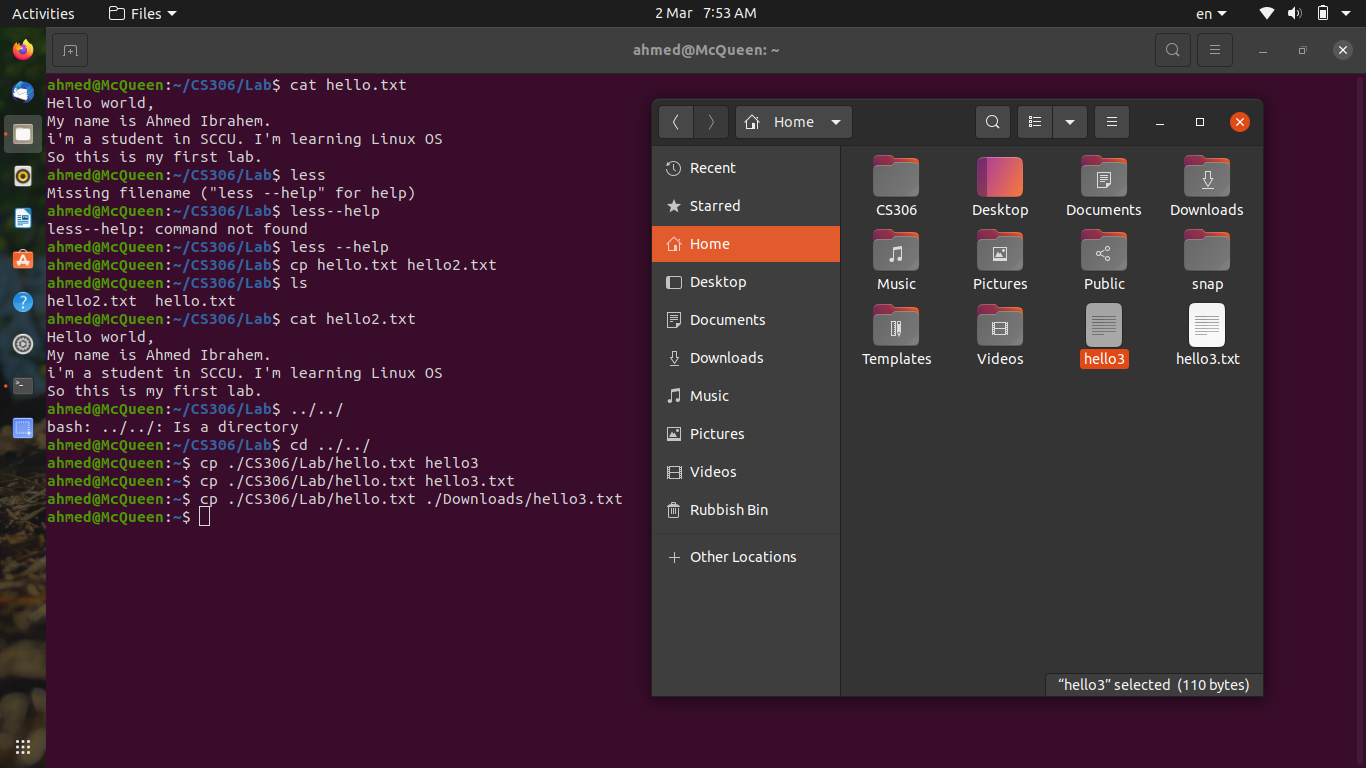 Activities
Files
2 Mar 7:53 AM
en
ahmed@McQueen: ~
ahmed@McQueen:~/CS306/Lab$ cat hello.txt
Hello world,
My name is Ahmed Ibrahem.
i'm a student in SCCU. I'm learning Linux OS
So this is my first lab.
ahmed@McQueen:~/CS306/Lab$ less
Missing filename ("less --help" for help)
ahmed@McQueen:~/CS306/Lab$ less--help
less--help: command not found
ahmed@McQueen:~/CS306/Lab$ less --help
ahmed@McQueen:~/CS306/Lab$ cp hello.txt hello2.txt
ahmed@McQueen:~/CS306/Lab$ ls
hello2.txt  hello.txt
ahmed@McQueen:~/CS306/Lab$ cat hello2.txt
Hello world,
My name is Ahmed Ibrahem.
i'm a student in SCCU. I'm learning Linux OS
So this is my first lab.
ahmed@McQueen:~/CS306/Lab$ ../../
bash: ../../: Is a directory
ahmed@McQueen:~/CS306/Lab$ cd ../../
ahmed@McQueen:~$ cp ./CS306/Lab/hello.txt hello3
ahmed@McQueen:~$ cp ./CS306/Lab/hello.txt hello3.txt
ahmed@McQueen:~$ cp ./CS306/Lab/hello.txt ./Downloads/hello3.txt
ahmed@McQueen:~$
Home
Recent
Starred
Home
Desktop
Documents
Downloads
Music
Pictures
Videos
Rubbish Bin
Other Locations
CS306 Desktop Documents Downloads
Music Pictures Public snap
Templates Videos hello3 hello3.txt
“hello3” selected (110 bytes)